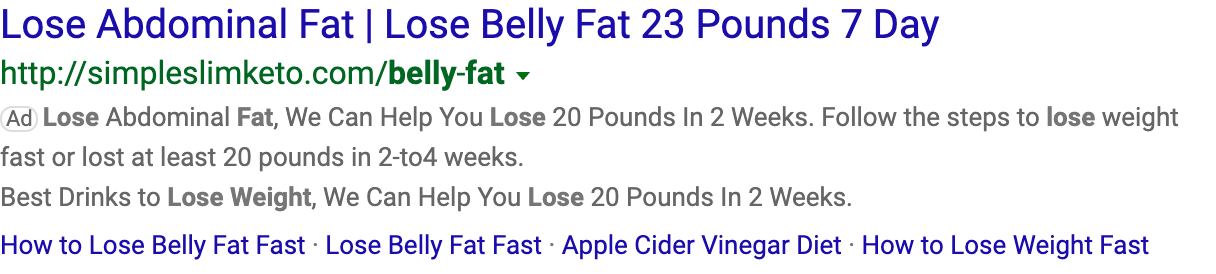 Lose Abdominal Fat | Lose Belly Fat 23 Pounds 7 Day
http://simpleslimketo.com/belly-fat
Ad Lose Abdominal Fat, We Can Help You Lose 20 Pounds In 2 Weeks. Follow the steps to lose weight
fast or lost at least 20 pounds in 2-to4 weeks.
Best Drinks to Lose Weight, We Can Help You Lose 20 Pounds In 2 Weeks.
How to Lose Belly Fat Fast · Lose Belly Fat Fast · Apple Cider Vinegar Diet · How to Lose Weight Fast